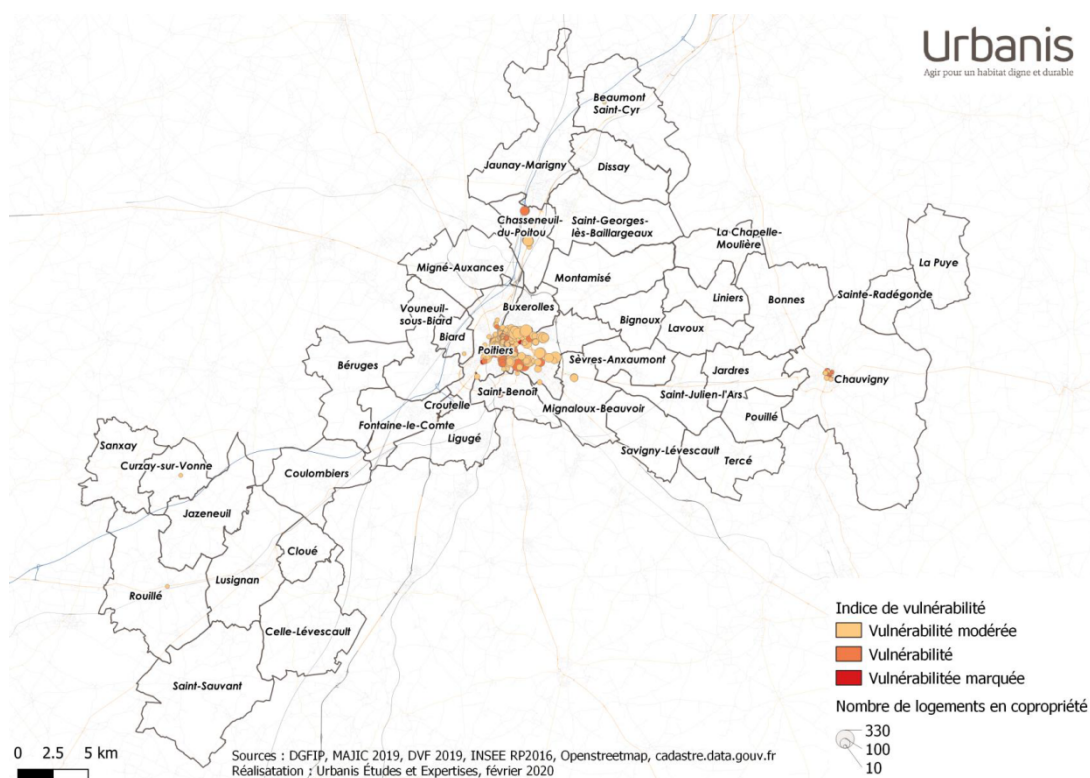 Urbanis
Agir pour un habitat digne et durable
Beaumont
Saint-Cyr
Jaunay-Marigny
Dissay
Chasseneuil-
du-Poitou
Saint-Georges-
lès-Baillargeaux
La Chapelle-
Moulière
La Puye
Migné-Auxances
Montamisé
Liniers
Bonnes
Sainte-Radégonde
Vouneuil-
sous-Biard
Buxerolles
Bignoux
Lavoux
Biard
Poitiers
Sèvres-Anxaumont
Béruges
Jardres
Chauvigny
Saint-Benoît
Saint-Julien-l'Ars
Croutelle
Mignaloux-Beauvoir
Pouillé
Fontaine-le-Comte
Ligugé
Sanxay
Savigny-Lévescault
Tercé
Curzay-sur-Vonne
Coulombiers
Jazeneuil
Cloué
Lusignan
Rouillé
Celle-Lévescault
Saint-Sauvant
Indice de vulnérabilité
Vulnérabilité modérée
Vulnérabilité
Vulnérabilitée marquée
Nombre de logements en copropriété
330
100
10
0 2.5 5 km
Sources : DGFIP, MAJIC 2019, DVF 2019, INSEE RP2016, Openstreetmap, cadastre.data.gouv.fr
Réalisatation : Urbanis Études et Expertises, février 2020